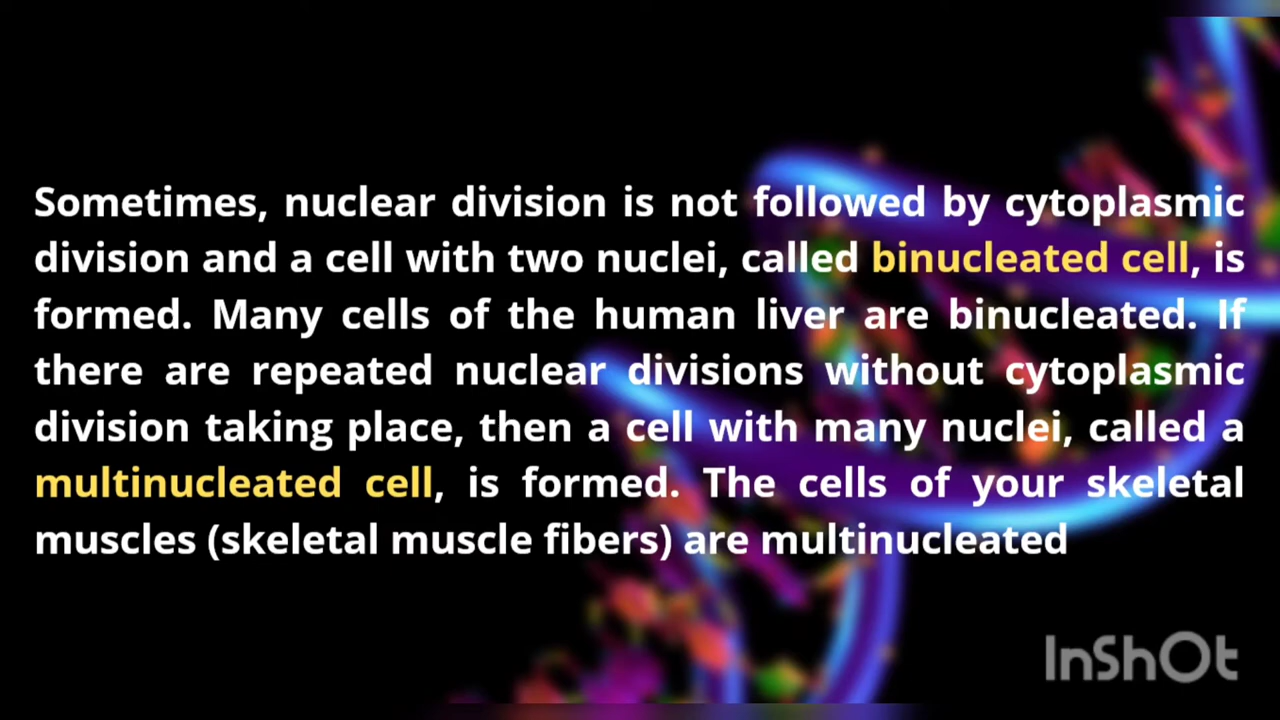 Sometimes, nuclear division is not followed by cytoplasmic
division and a cell with two nuclei, called binucleated cell, is
formed. Many cells of the human liver are binucleated. If
there are repeated nuclear divisions without cytoplasmic
division taking place, then a cell with many nuclei, called a
multinucleated cell, is formed. The cells of your skeletal
muscles (skeletal muscle fibers) are multinucleated
InShOt